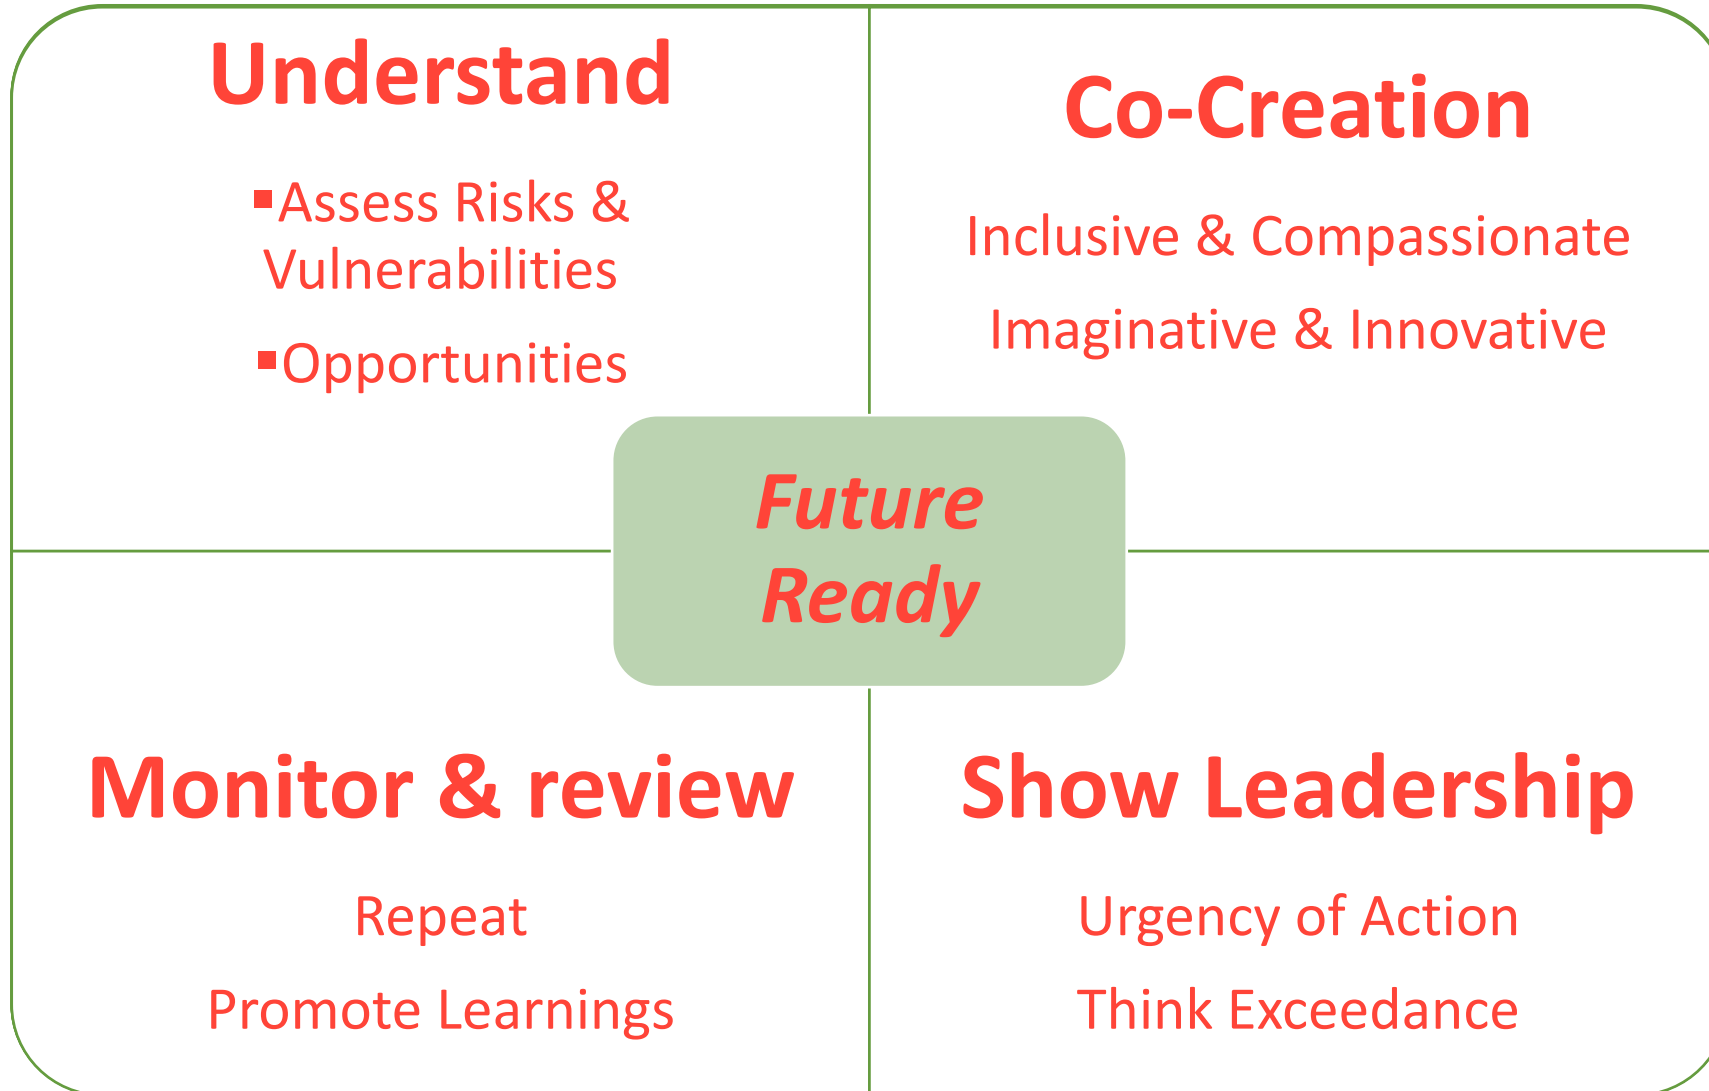 Understand
▪Assess Risks &
Vulnerabilities
▪Opportunities
Co-Creation
Inclusive & Compassionate
Imaginative & Innovative
Future
Ready
Monitor & review
Repeat
Promote Learnings
Show Leadership
Urgency of Action
Think Exceedance